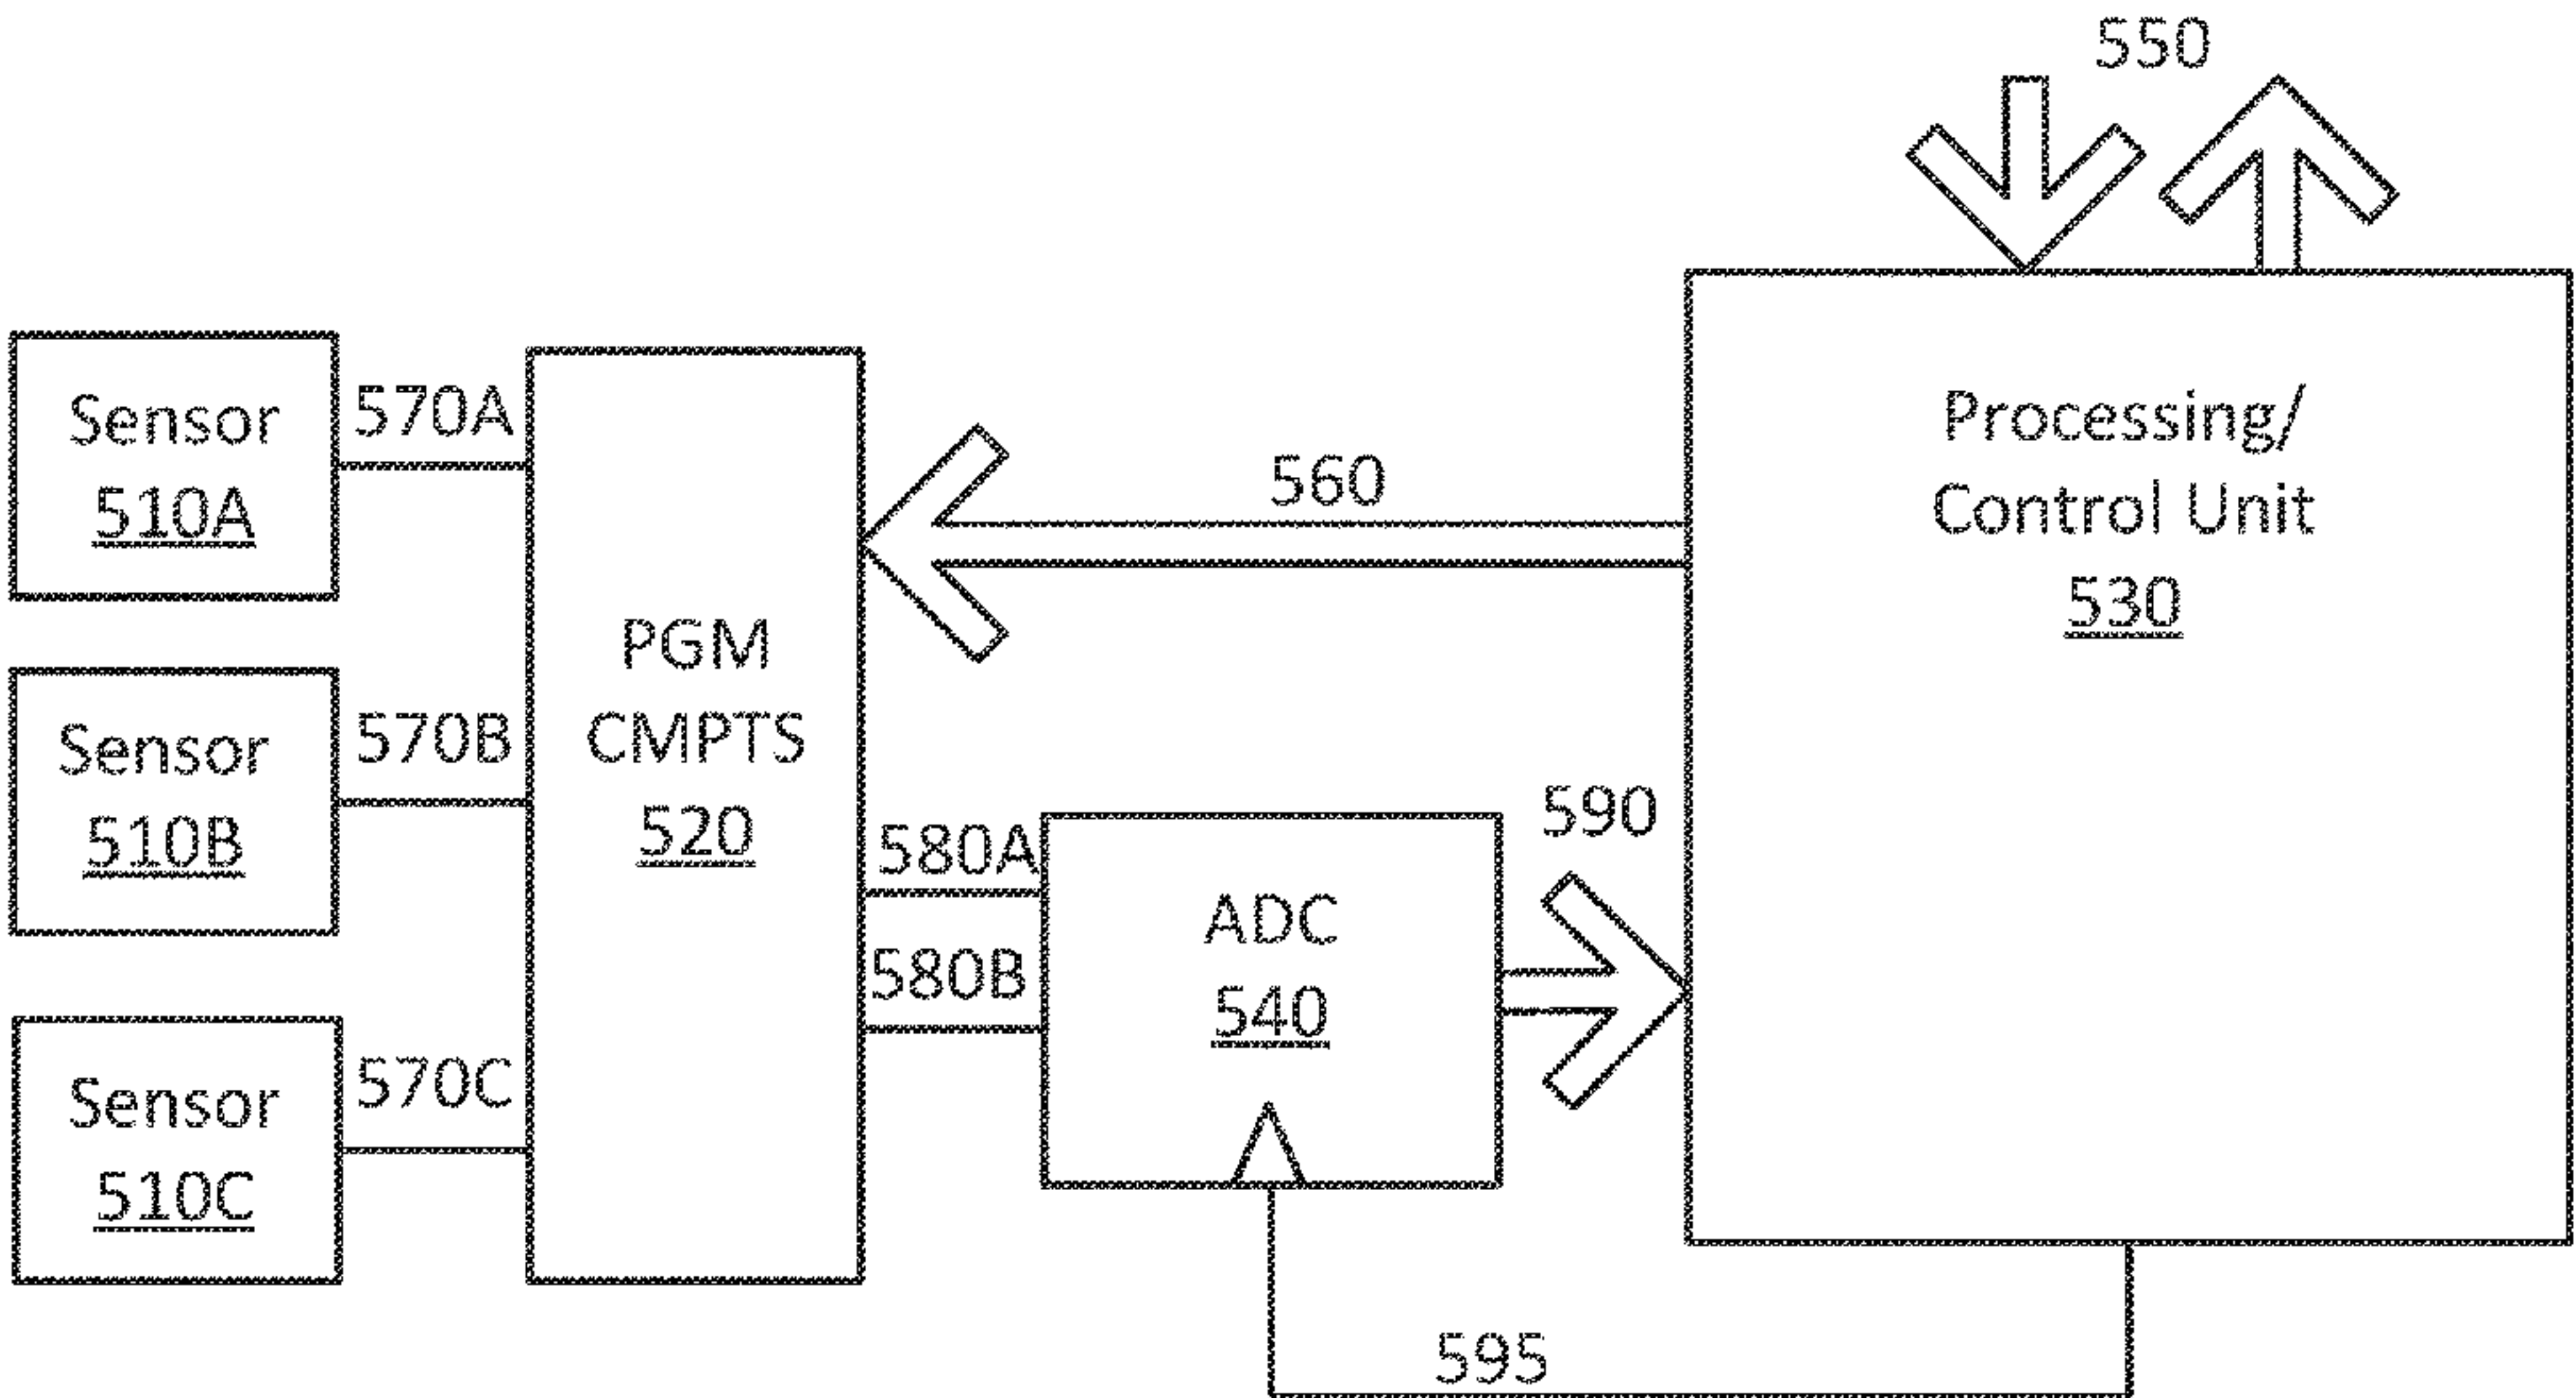 550
Sensor
510A
570A
Sensor
510B
570B
Sensor
510C
570C
PGM
CMPTS
520
560
580A
580B
ADC
540
590
Processing/
Control Unit
530
595